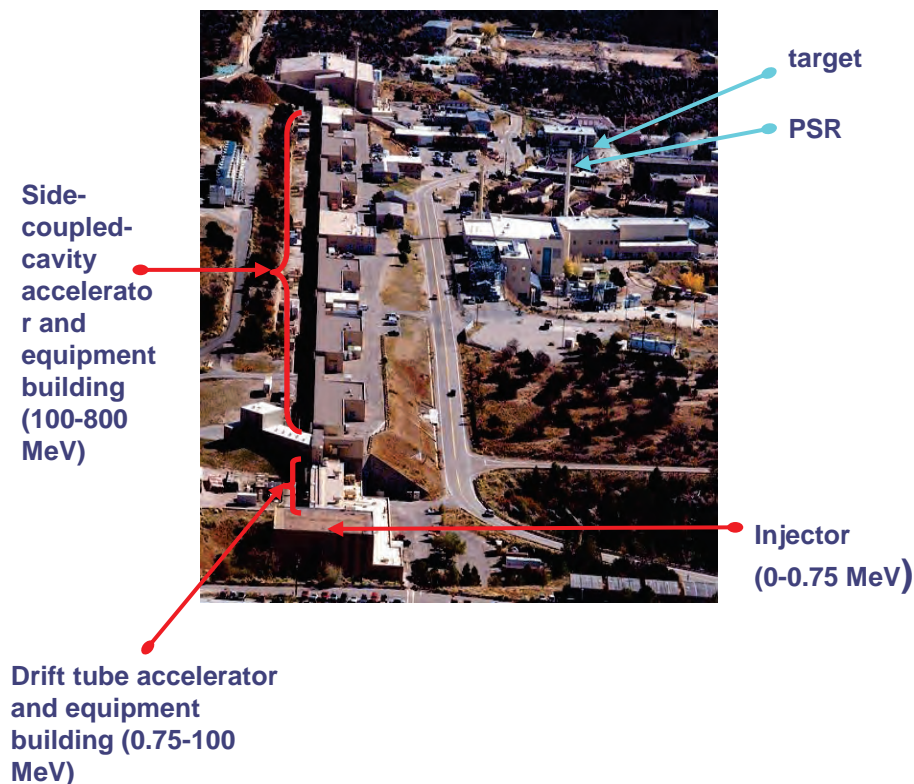 target
PSR
Side-
coupled-
cavity
accelerato
r and
equipment
building
(100-800
MeV)
Injector
(0-0.75 MeV)
Drift tube accelerator
and equipment
building (0.75-100
MeV)